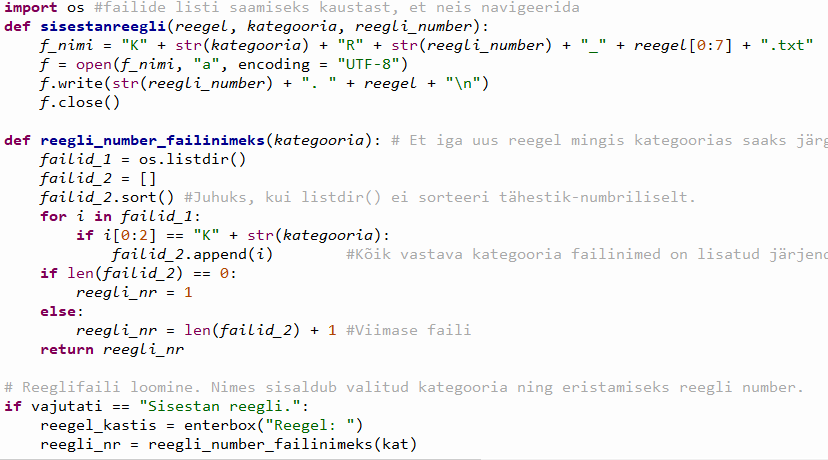 import os #failide listi saamiseks kaustast, et neis navigeerida
def sisestanreegli(reegel, kategooria, reegli_number):
    f_nimi = "K" + str(kategooria) + "R" + str(reegli_number) + "_" + reegel[0:7] + ".txt"
    f = open(f_nimi, "a", encoding = "UTF-8")
    f.write(str(reegli_number) + ". " + reegel + "\n")
    f.close()

def reegli_number_failinimeks(kategooria): # Et iga uus reegel mingis kategoorias saaks järg
    failid_1 = os.listdir()
    failid_2 = []
    failid_2.sort() #Juhuks, kui listdir() ei sorteeri tähestik-numbriliselt.
    for i in failid_1:
        if i[0:2] == "K" + str(kategooria):
            failid_2.append(i)        #Kõik vastava kategooria failinimed on lisatud järjend
    if len(failid_2) == 0:
        reegli_nr = 1
    else:
        reegli_nr = len(failid_2) + 1 #Viimase faili
    return reegli_nr

# Reeglifaili loomine. Nimes sisaldub valitud kategooria ning eristamiseks reegli number.
if vajutati == "Sisestan reegli.":
    reegel_kastis = enterbox("Reegel: ")
    reegli_nr = reegli_number_failinimeks(kat)